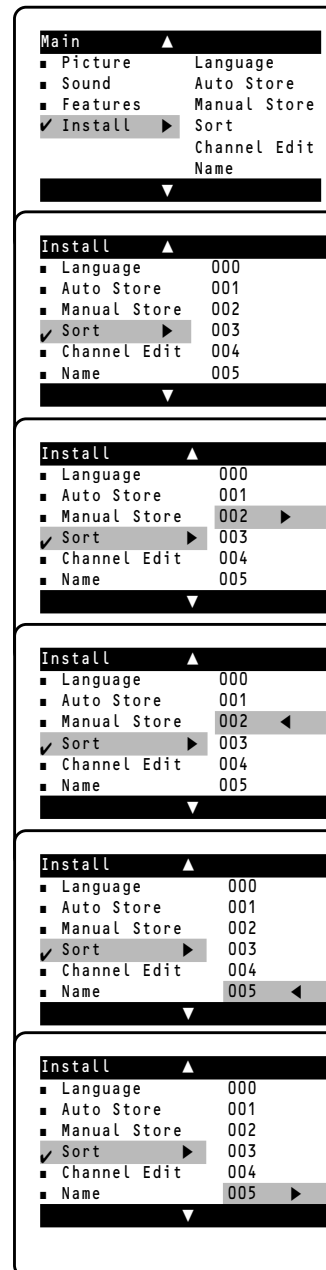 Main ▲
■ Picture Language
■ Sound Auto Store
■ Features Manual Store
✔ Install ▶ Sort
Channel Edit
Name
▼
Install ▲
■ Language 000
■ Auto Store 001
■ Manual Store 002
✔ Sort ▶ 003
■ Channel Edit 004
■ Name 005
▼
Install ▲
■ Language 000
■ Auto Store 001
■ Manual Store 002 ▶
✔ Sort ▶ 003
■ Channel Edit 004
■ Name 005
▼
Install ▲
■ Language 000
■ Auto Store 001
■ Manual Store 002 ◀
✔ Sort ▶ 003
■ Channel Edit 004
■ Name 005
▼
Install ▲
■ Language 000
■ Auto Store 001
■ Manual Store 002
✔ Sort ▶ 003
■ Channel Edit 004
■ Name 005 ◀
▼
Install ▲
■ Language 000
■ Auto Store 001
■ Manual Store 002
✔ Sort ▶ 003
■ Channel Edit 004
■ Name 005 ▶
▼